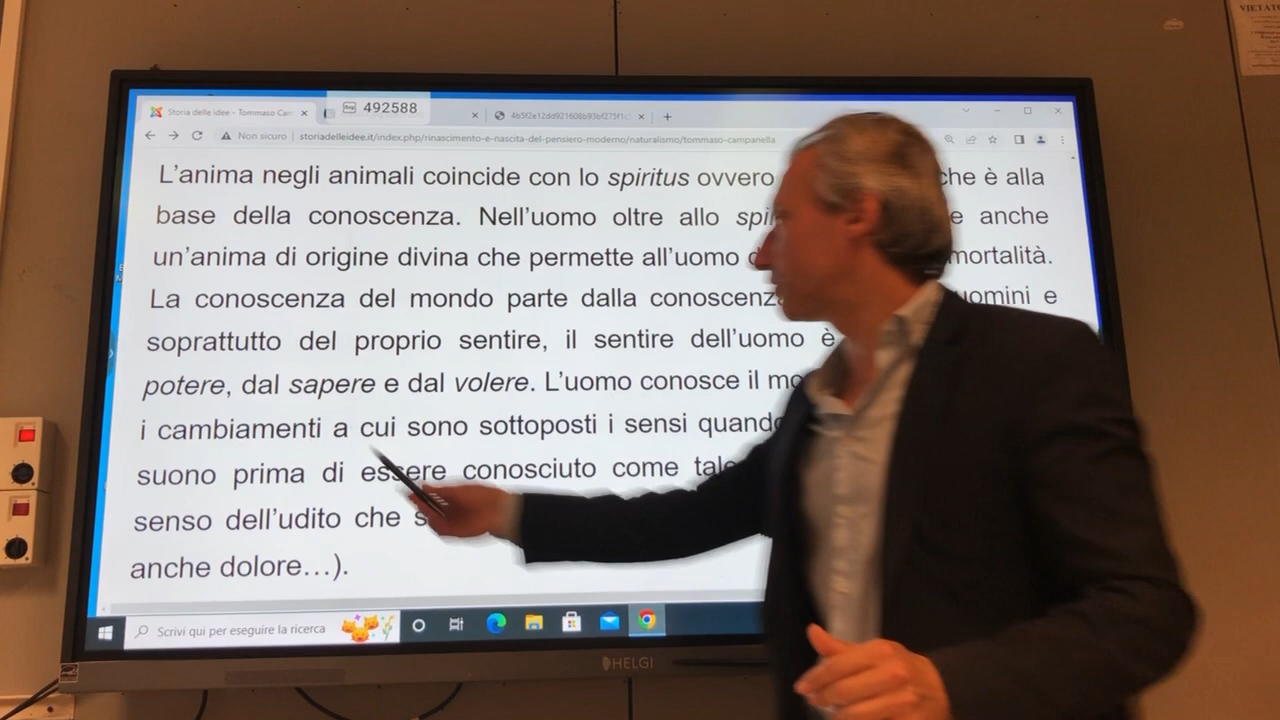 VIETATO
Storia delle idee - Tommaso Cam
492588
4b5f2e12dd921608b93bf275f1c
Non sicuro
storiadelleidee.it/index.php/rinascimento-e-nascita-del-pensiero-moderno/naturalismo/tommaso-campanella
L'anima negli animali coincide con lo spiritus ovvero che è alla
base della conoscenza. Nell'uomo oltre allo spi e anche
un'anima di origine divina che permette all'uomo d mortalità.
La conoscenza del mondo parte dalla conoscenz uomini e
soprattutto del proprio sentire, il sentire dell'uomo è
potere, dal sapere e dal volere. L'uomo conosce il mo
i cambiamenti a cui sono sottoposti i sensi quando
suono prima di essere conosciuto come tale
senso dell'udito che s
anche dolore…).
Scrivi qui per eseguire la ricerca
HELGI